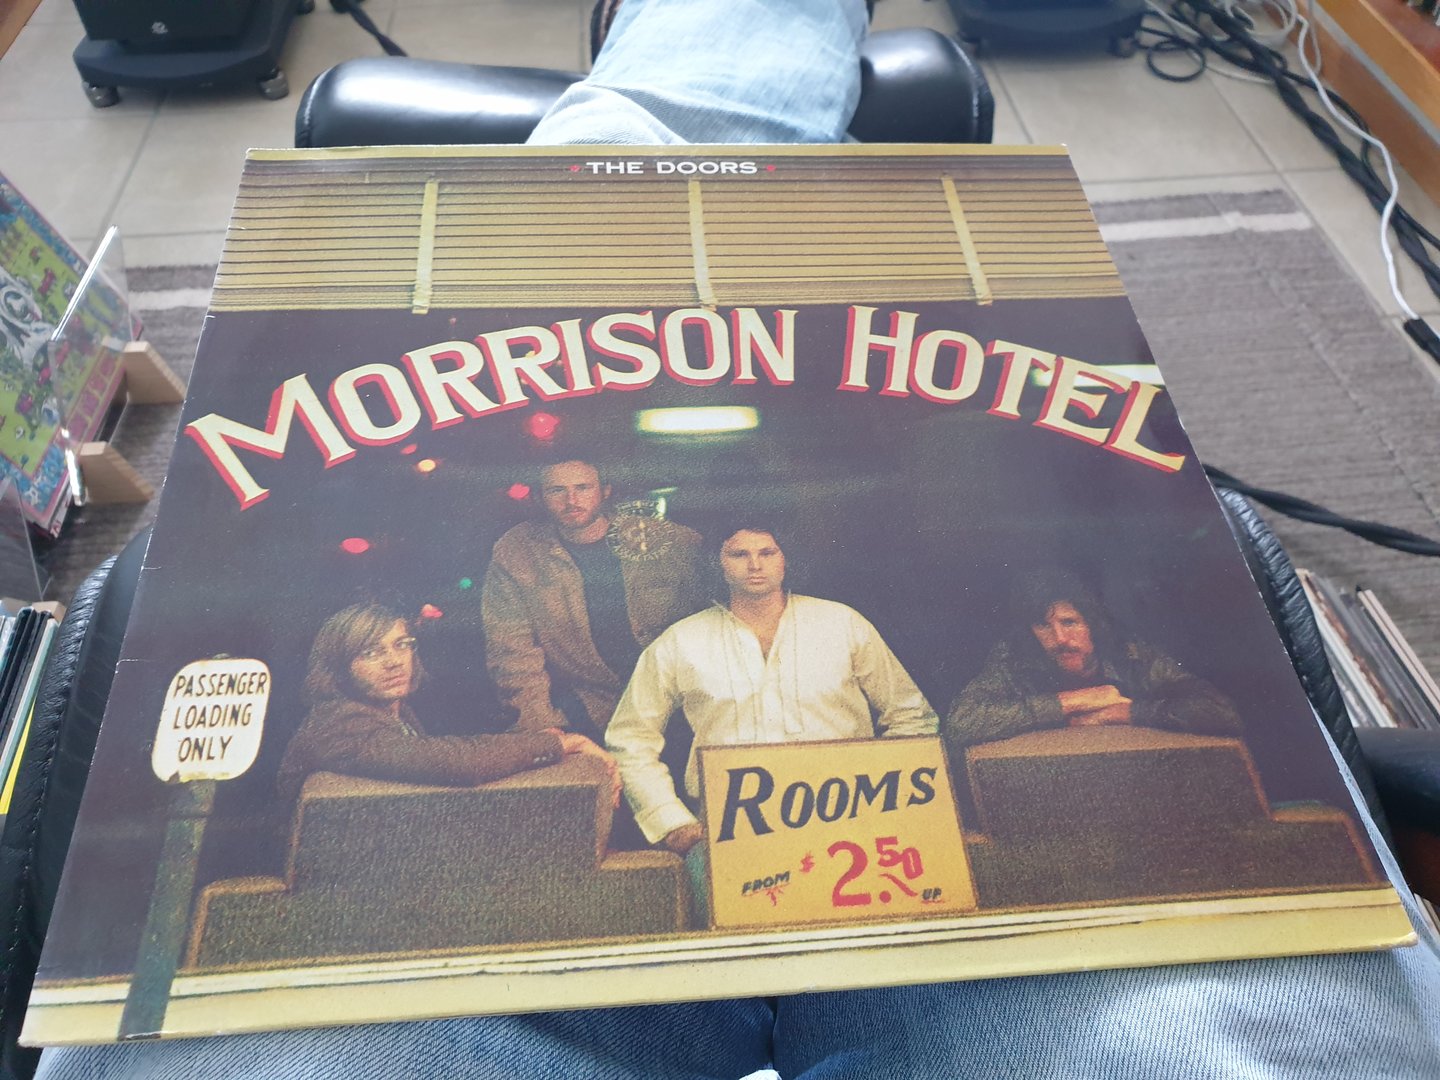 THE DOORS
MORRISON HOTEL
PASSENGER
LOADING
ONLY
ROOMS
FROM $2.50 UP